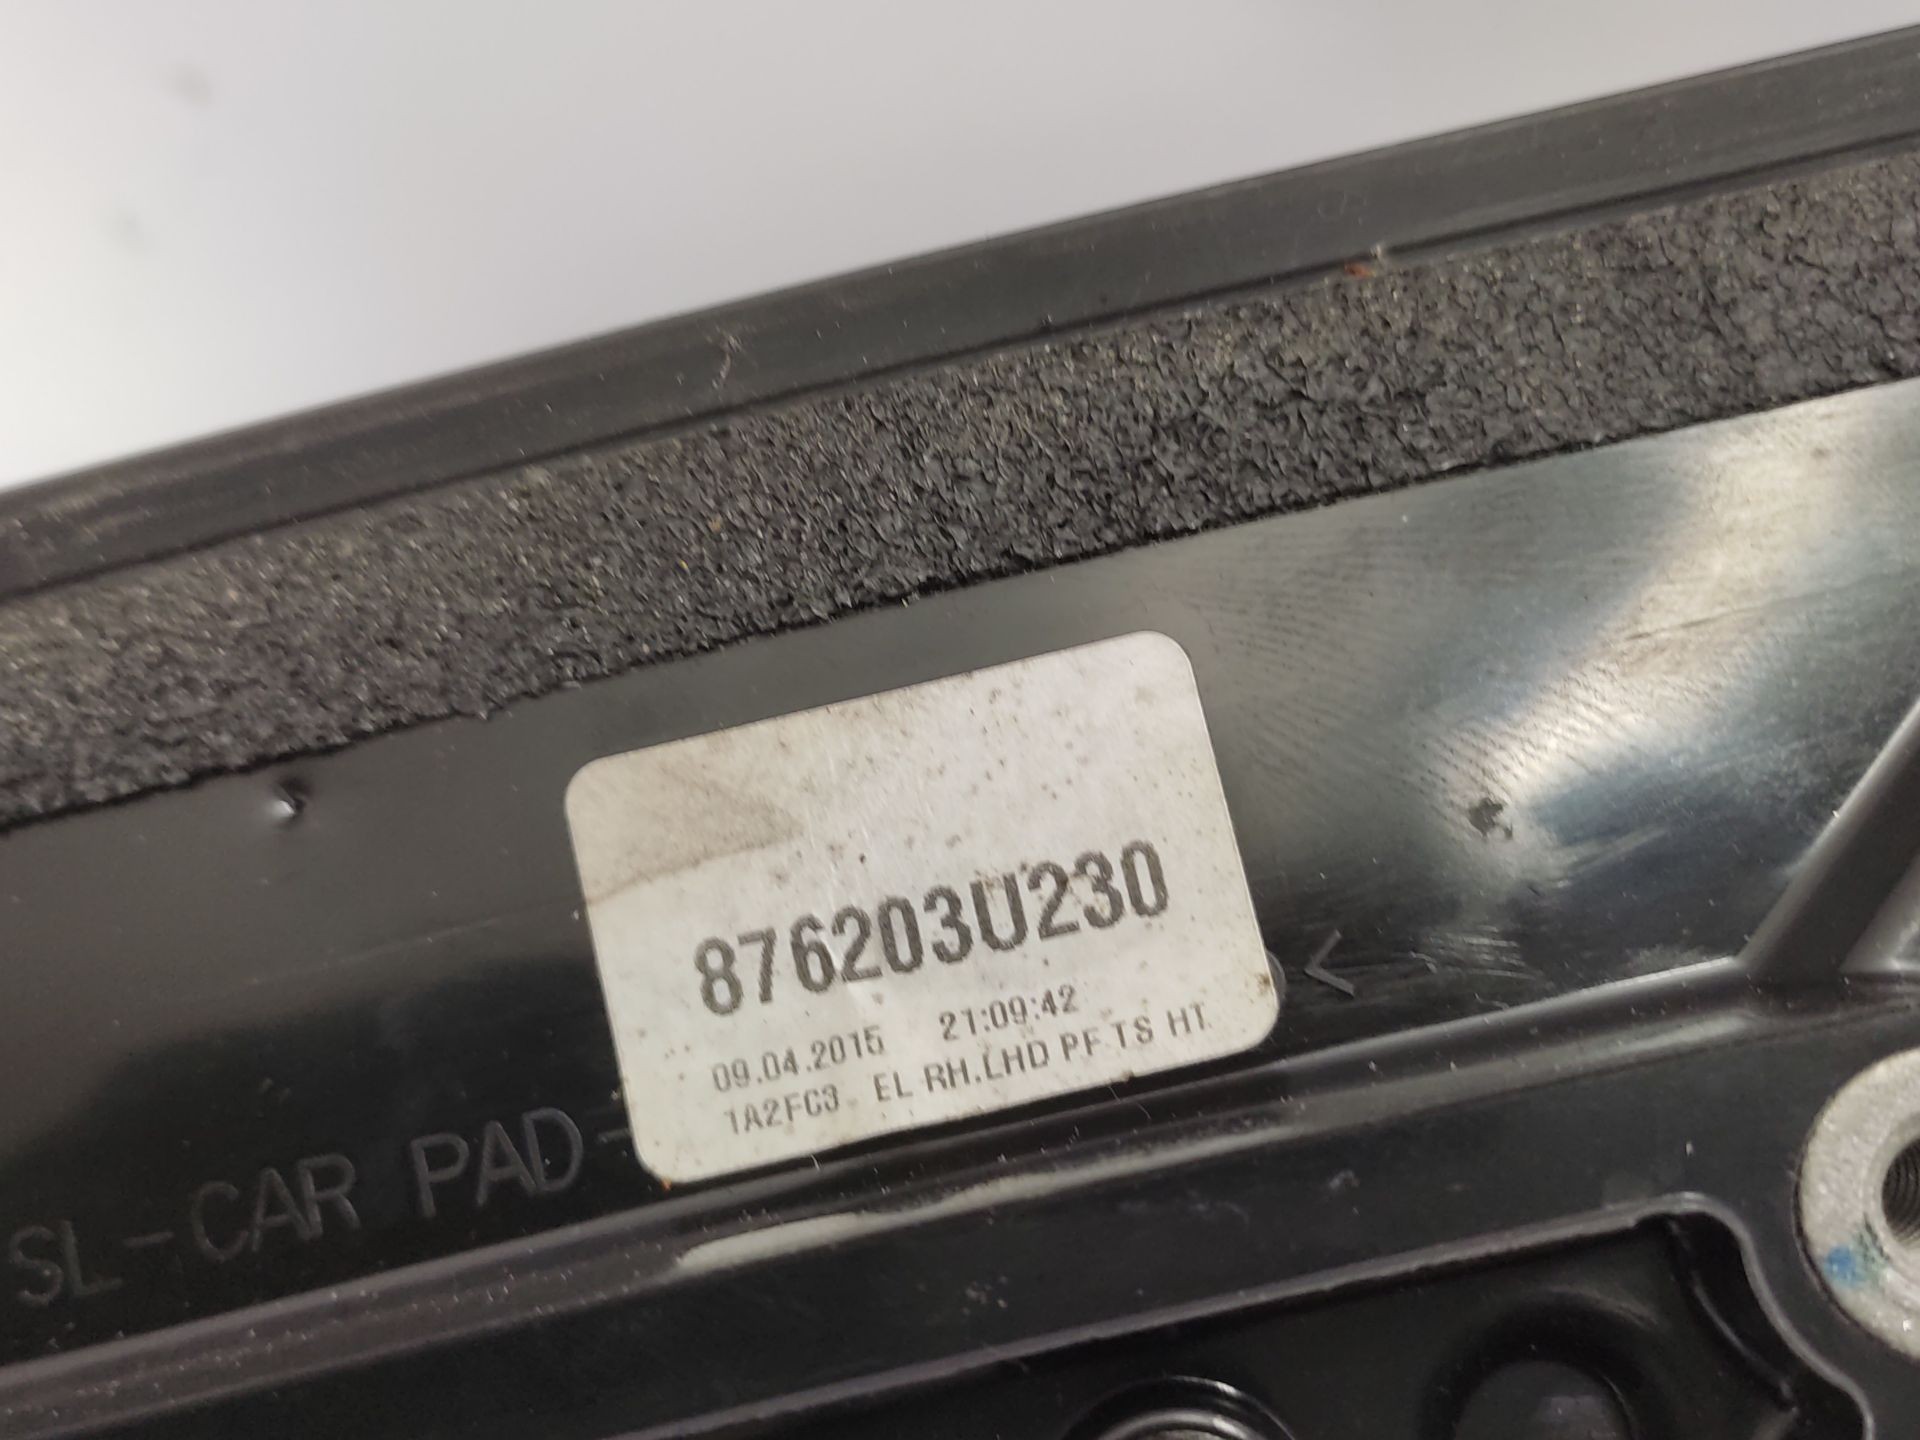 876203U230
09.04.2015 21:09:42
1A2FC3 EL RH.LHD PF TS HT
SL-CAR PAD-
<